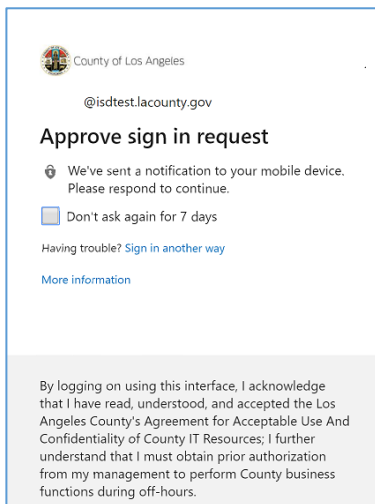 County of Los Angeles
@isdtest.lacounty.gov
Approve sign in request
We've sent a notification to your mobile device.
Please respond to continue.
Don't ask again for 7 days
Having trouble? Sign in another way
More information
By logging on using this interface, I acknowledge
that I have read, understood, and accepted the Los
Angeles County's Agreement for Acceptable Use And
Confidentiality of County IT Resources; I further
understand that I must obtain prior authorization
from my management to perform County business
functions during off-hours.